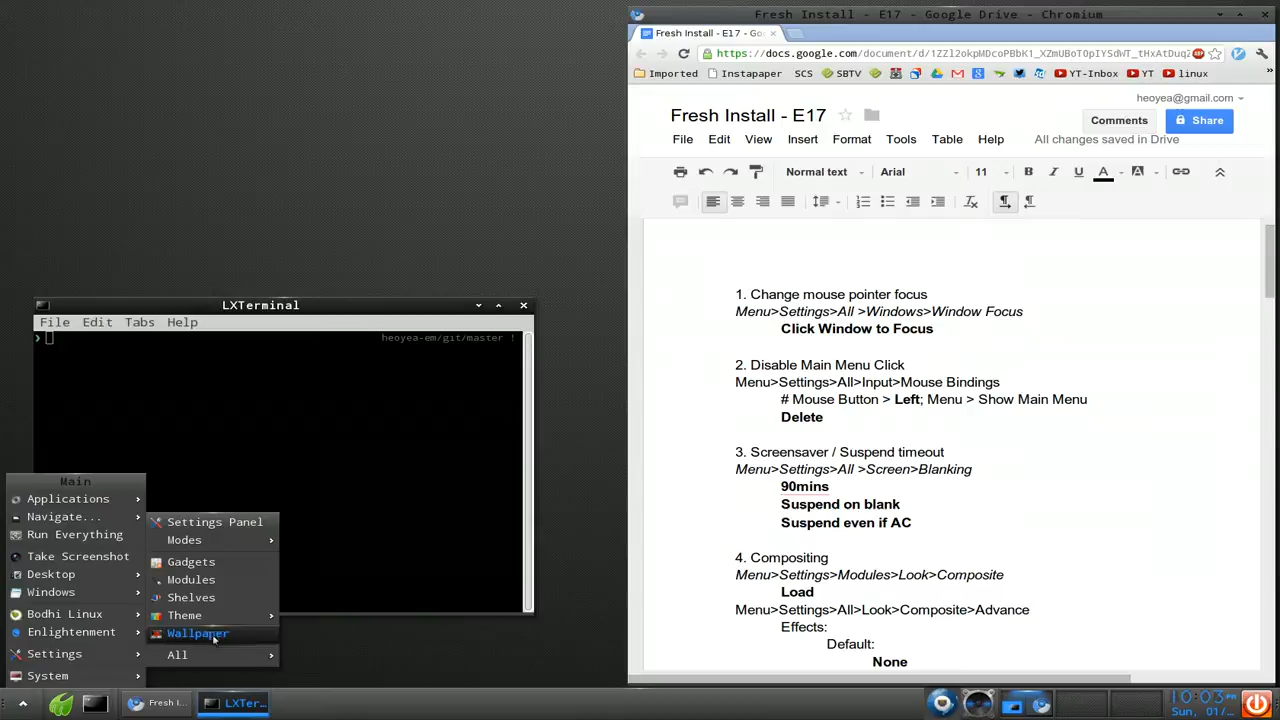 Fresh Install - E17 - Google Drive - Chromium
Fresh Install - E17 - Go
https://docs.google.com/document/d/
Imported Instapaper SCS SBTV YT-Inbox YT linux »
heoyea@gmail.com
Fresh Install - E17
Comments Share
File Edit View Insert Format Tools Table Help All changes saved in Drive
Normal text Arial 11 B I U A A
1. Change mouse pointer focus
Menu>Settings>All >Windows>Window Focus
Click Window to Focus
2. Disable Main Menu Click
Menu>Settings>All>Input>Mouse Bindings
# Mouse Button > Left; Menu > Show Main Menu
Delete
3. Screensaver / Suspend timeout
Menu>Settings>All >Screen>Blanking
90mins
Suspend on blank
Suspend even if AC
4. Compositing
Menu>Settings>Modules>Look>Composite
Load
Menu>Settings>All>Look>Composite>Advance
Effects:
Default:
None
LXTerminal
File Edit Tabs Help
❯ heoyea-em/git/master !
Main
Applications
Navigate...
Run Everything
Take Screenshot
Desktop
Windows
Bodhi Linux
Enlightenment
Settings
System
Settings Panel
Modes
Gadgets
Modules
Shelves
Theme
Wallpaper
All
Fresh I...
LXTer...
10:03PM
Sun, 01/